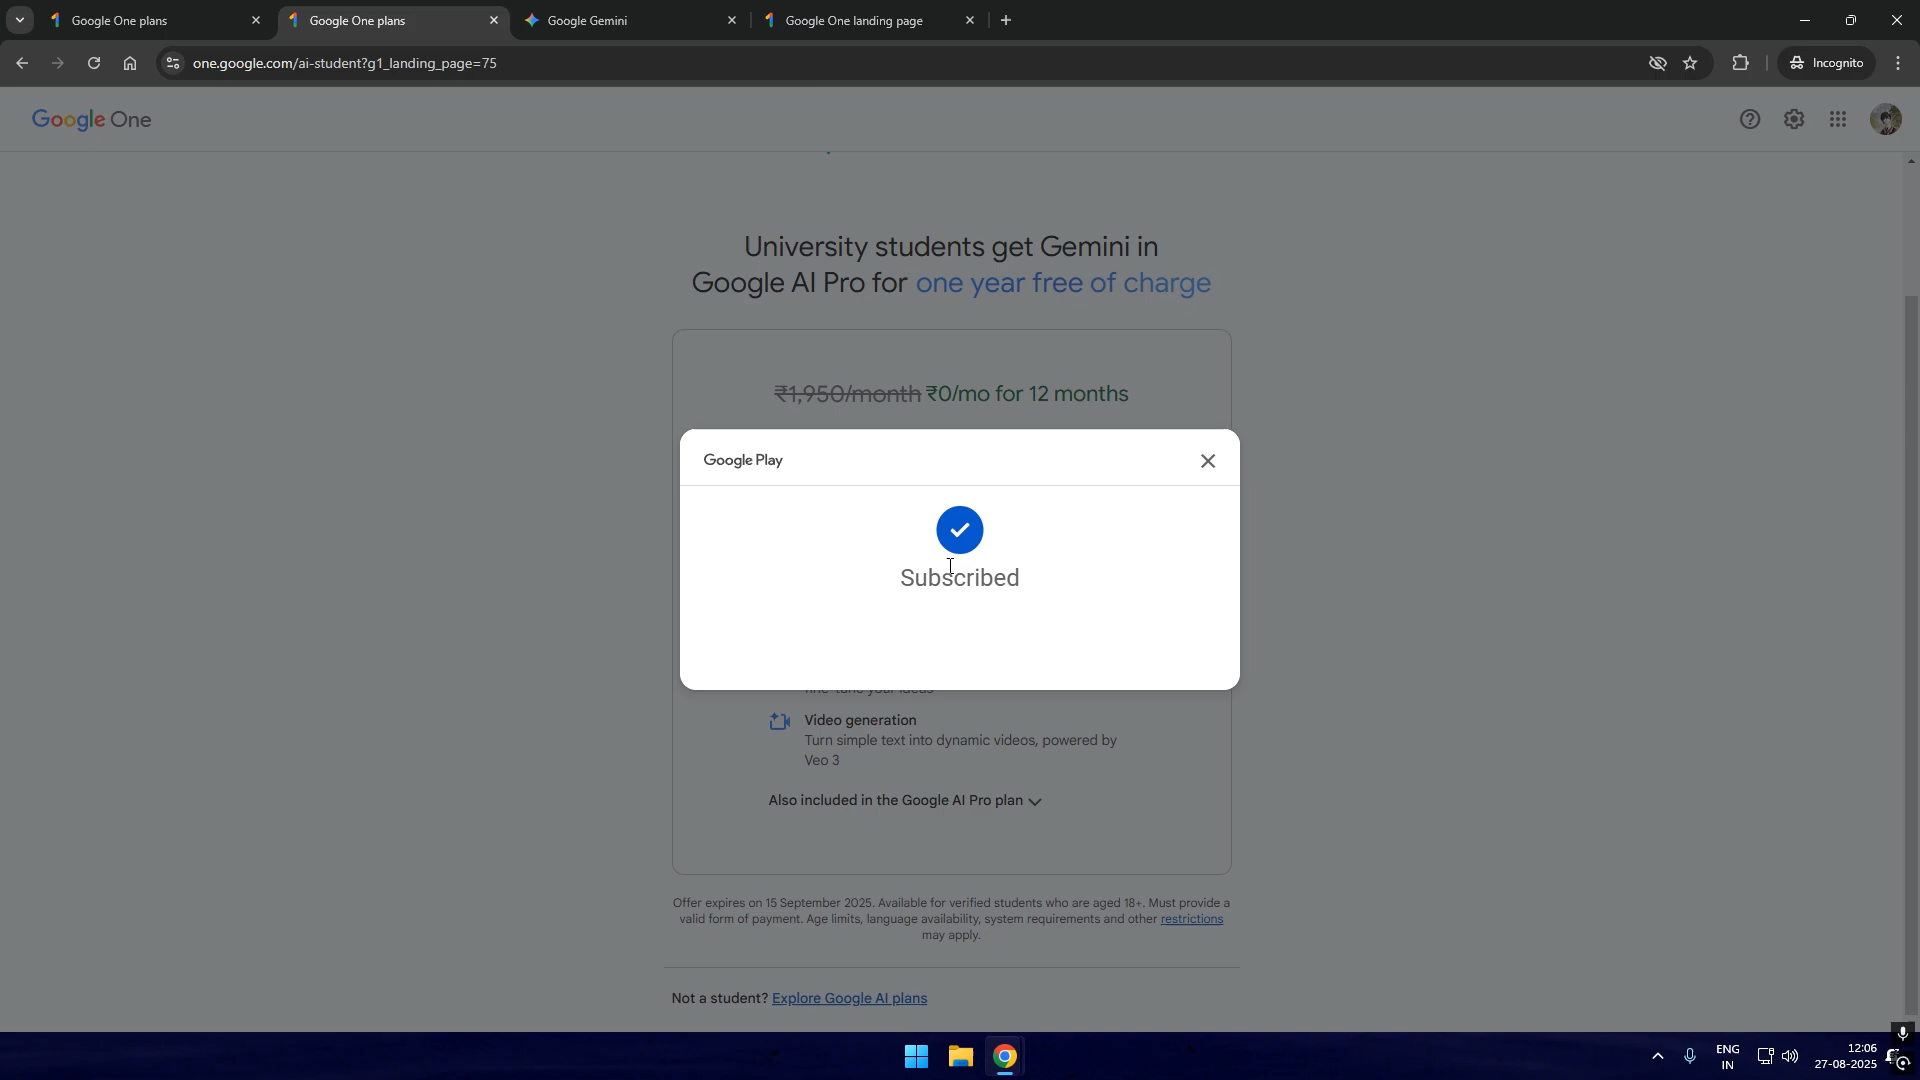 Google One plans
Google One plans
Google Gemini
Google One landing page
one.google.com/ai-student?g1_landing_page=75
Incognito
Google One
University students get Gemini in
Google AI Pro for one year free of charge
₹1,950/month ₹0/mo for 12 months
Google Play
Subscribed
Video generation
Turn simple text into dynamic videos, powered by
Veo 3
Also included in the Google AI Pro plan
Offer expires on 15 September 2025. Available for verified students who are aged 18+. Must provide a
valid form of payment. Age limits, language availability, system requirements and other restrictions
may apply.
Not a student? Explore Google AI plans
ENG
IN
12:06
27-08-2025